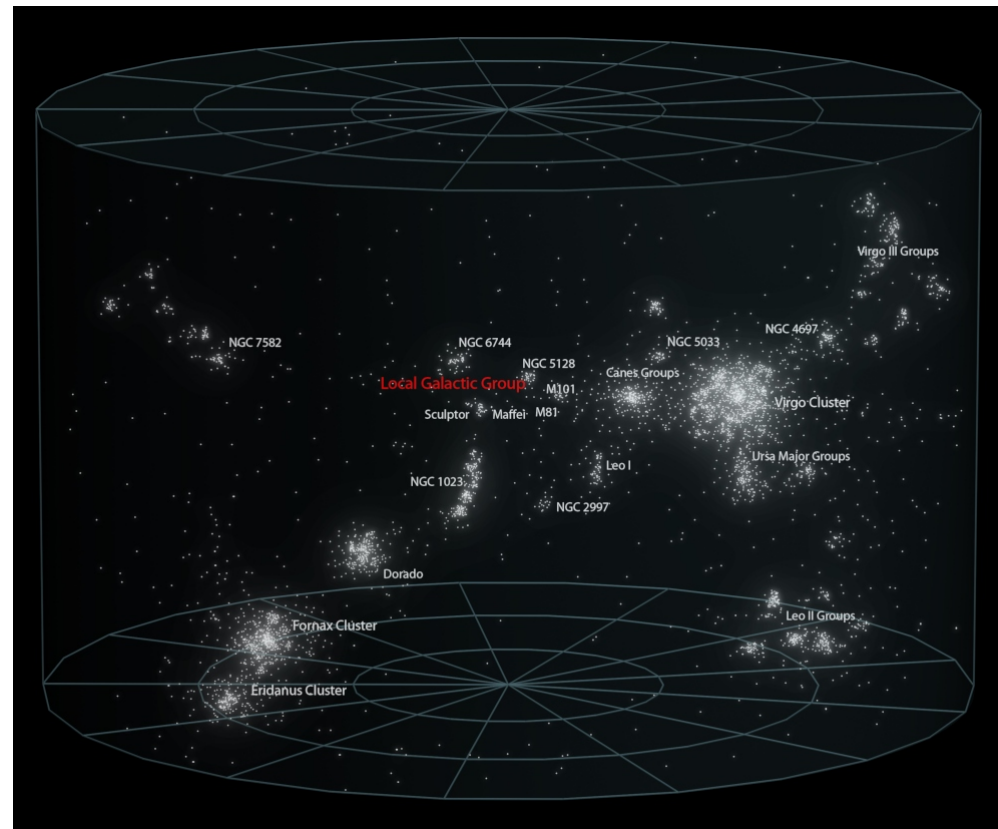 Virgo III Groups
NGC 7582
NGC 6744
NGC 5033
NGC 4697
NGC 5128
Canes Groups
Local Galactic Group
M101
Virgo Cluster
Sculptor
Maffei
M81
Ursa Major Groups
Leo I
NGC 1023
NGC 2997
Dorado
Leo II Groups
Fornax Cluster
Eridanus Cluster